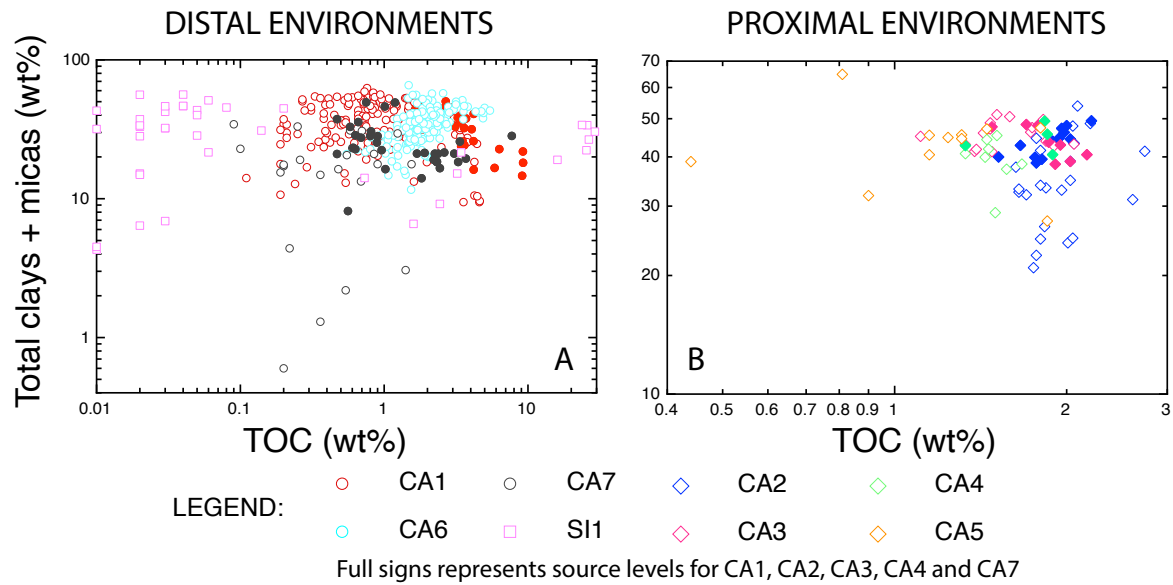 DISTAL ENVIRONMENTS PROXIMAL ENVIRONMENTS
Total clays + micas (wt%)
100
10
1
0.01 0.1 1 10
A
TOC (wt%)
70
60
50
40
30
20
10
0.4 0.5 0.6 0.7 0.8 0.9 1 2 3
B
TOC (wt%)
LEGEND:
CA1 CA7 CA2 CA4
CA6 SI1 CA3 CA5
Full signs represents source levels for CA1, CA2, CA3, CA4 and CA7